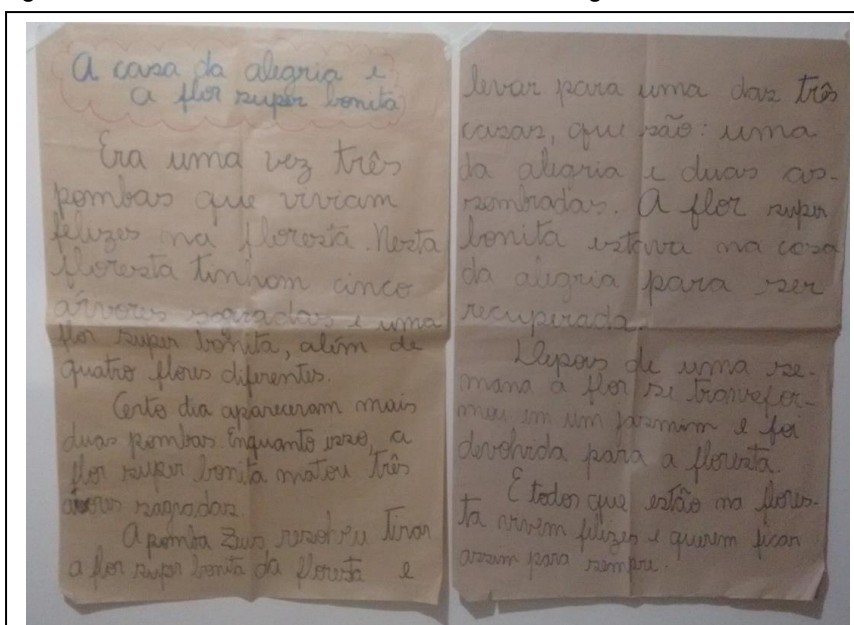 A casa da alegria e
a flor super bonita
Era uma vez três
pombas que viviam
felizes na floresta. Nesta
floresta tinham cinco
árvores sagradas e uma
flor super bonita, além de
quatro flores diferentes.
Certo dia apareceram mais
duas pombas. Enquanto isso, a
flor super bonita matou três
árvores sagradas.
A pomba Zeus resolveu tirar
a flor super bonita da floresta e
levar para uma das três
casas, que são: uma
da alegria e duas as-
sombradas. A flor super
bonita estava na casa
da alegria para ser
recuperada.
Depois de uma se-
mana a flor se transfor-
mou em um jasmim e foi
devolvida para a floresta.
E todos que estão na flores-
ta vivem felizes e querem ficar
assim para sempre.